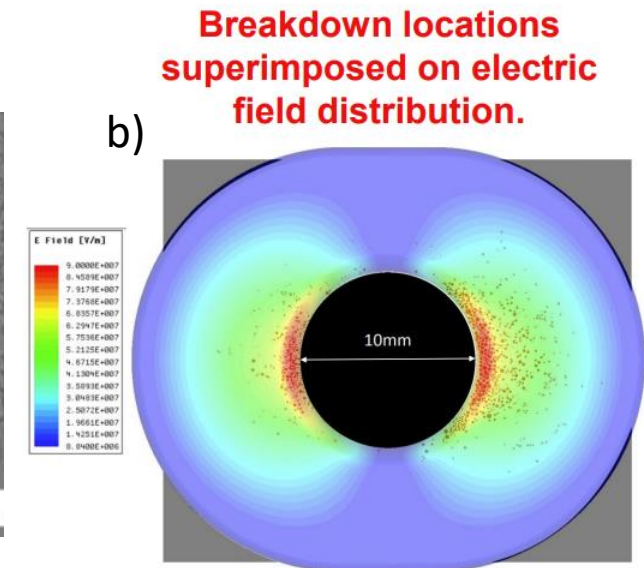 Breakdown locations
superimposed on electric
field distribution.
b)
E Field [V/m]
9.0000E+007
8.4589E+007
7.9179E+007
7.3768E+007
6.8357E+007
6.2947E+007
5.7536E+007
5.2125E+007
4.6715E+007
4.1304E+007
3.5893E+007
3.0483E+007
2.5072E+007
1.9661E+007
1.4251E+007
8.8400E+006
10mm